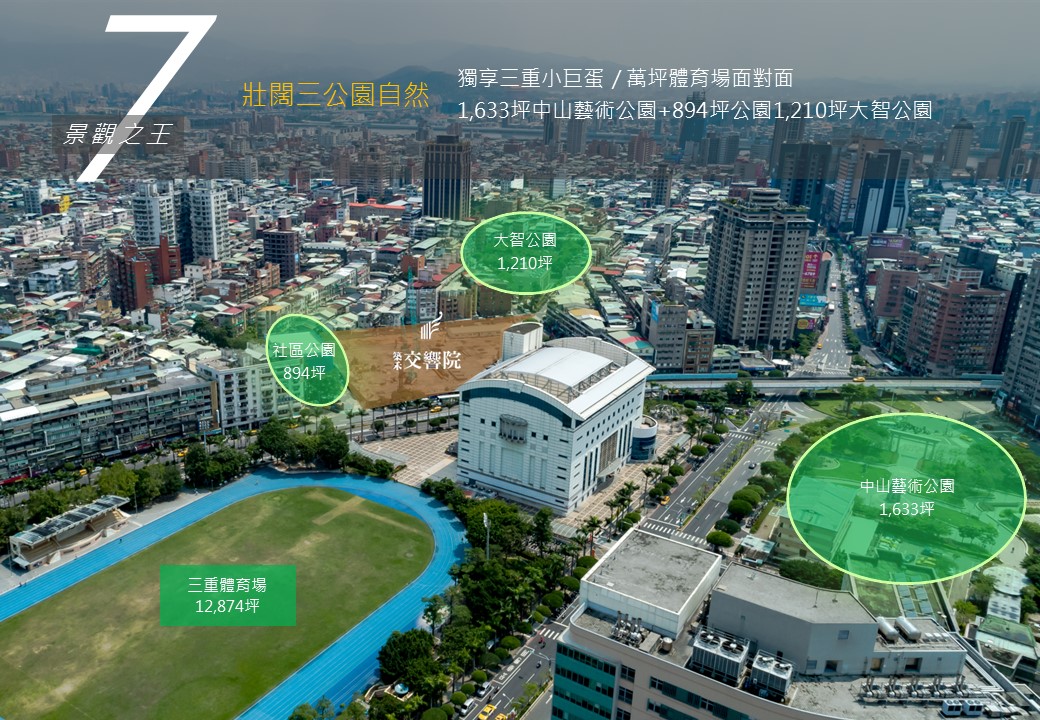 7
景觀之王
壯闊三公園自然
獨享三重小巨蛋 / 萬坪體育場面對面
1,633坪中山藝術公園+894坪公園1,210坪大智公園
大智公園
1,210坪
社區公園
894坪
築禾 交響院
中山藝術公園
1,633坪
三重體育場
12,874坪